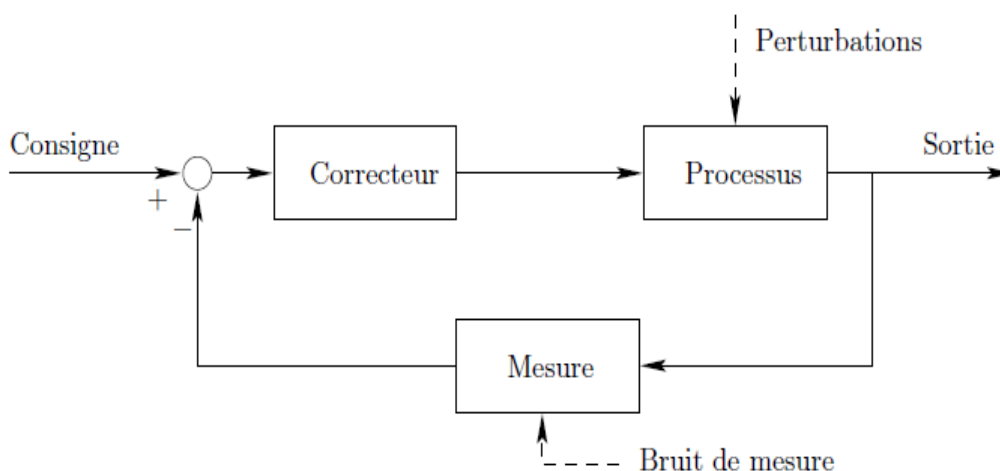 Perturbations
Consigne
Sortie
+
Correcteur
Processus
−
Mesure
Bruit de mesure